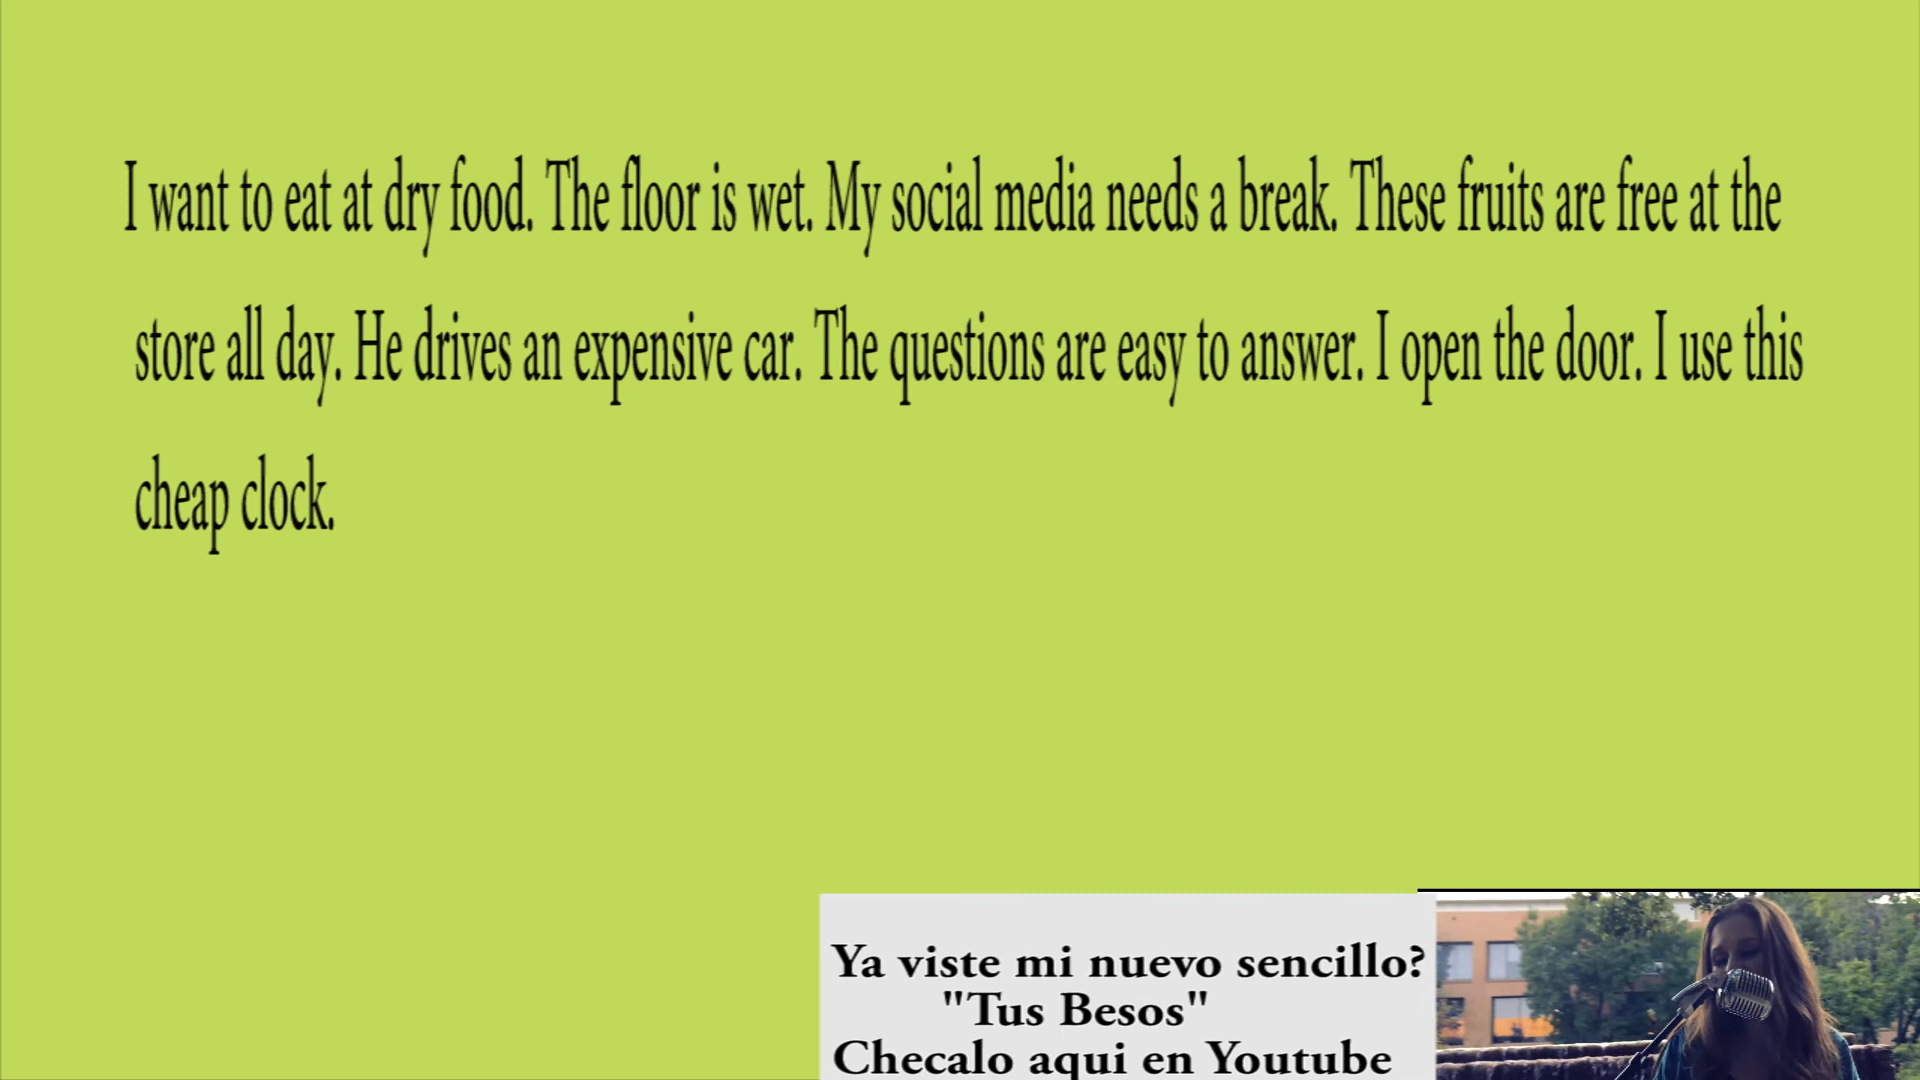 I want to eat at dry food. The floor is wet. My social media needs a break. These fruits are free at the
store all day. He drives an expensive car. The questions are easy to answer. I open the door. I use this
cheap clock.
Ya viste mi nuevo sencillo?
"Tus Besos"
Checalo aqui en Youtube